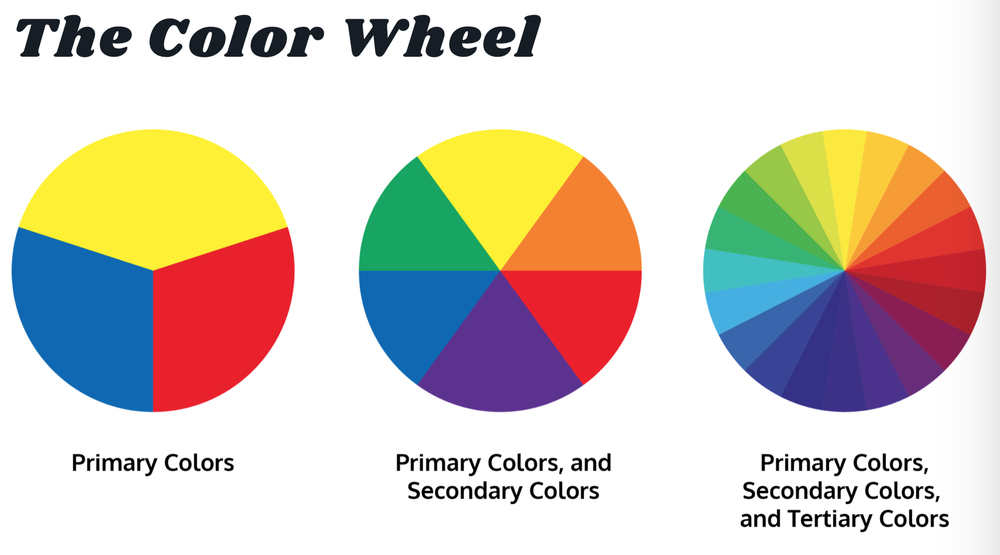 The Color Wheel
Primary Colors
Primary Colors, and
Secondary Colors
Primary Colors,
Secondary Colors,
and Tertiary Colors